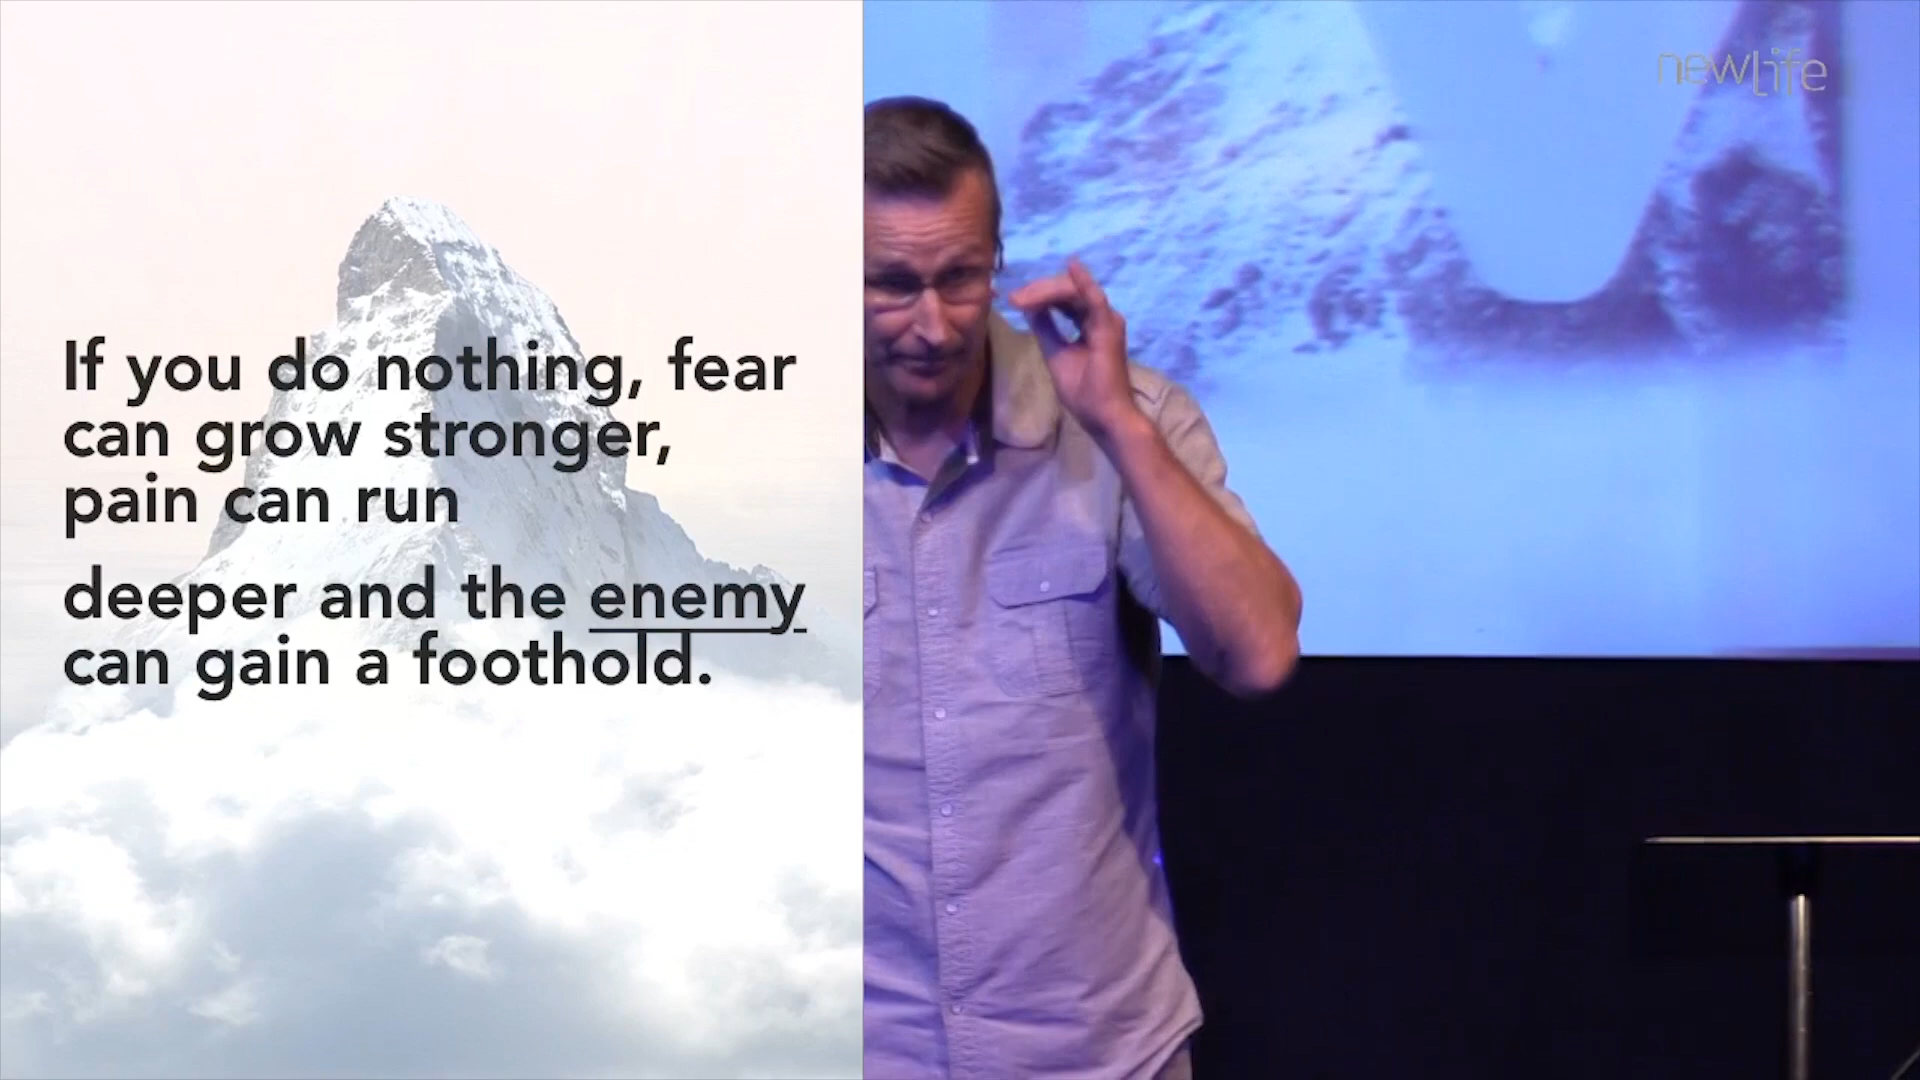 newlife
If you do nothing, fear
can grow stronger,
pain can run
deeper and the enemy
can gain a foothold.